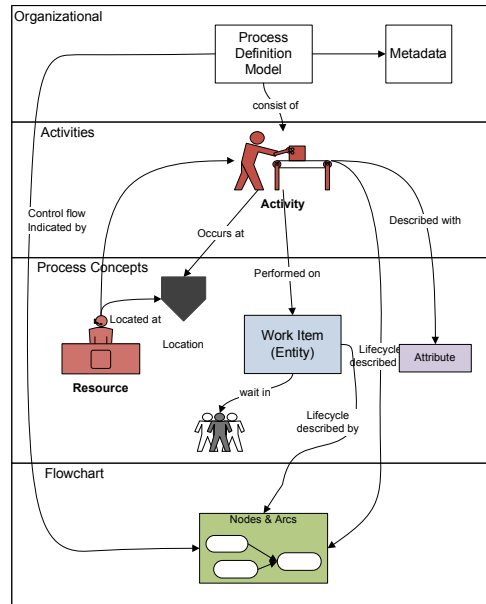 Organizational
Process
Definition
Model
Metadata
consist of
Activities
Activity
Control flow
Indicated by
Occurs at
Described with
Process Concepts
Performed on
Located at
Location
Resource
Work Item
(Entity)
Lifecycle
described
Attribute
wait in
Lifecycle
described by
Flowchart
Nodes & Arcs